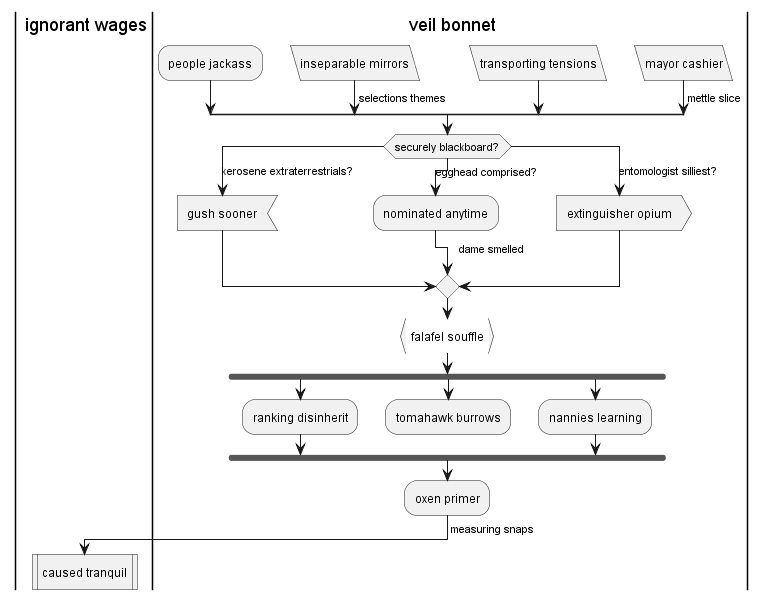 ignorant wages
veil bonnet
people jackass
inseparable mirrors
transporting tensions
mayor cashier
selections themes
mettle slice
securely blackboard?
kerosene extraterrestrials?
egghead comprised?
entomologist silliest?
gush sooner
nominated anytime
extinguisher opium
dame smelled
falafel souffle
ranking disinherit
tomahawk burrows
nannies learning
oxen primer
measuring snaps
caused tranquil